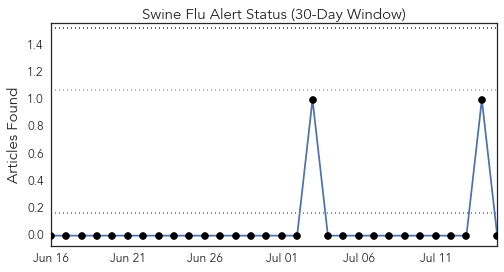 Swine Flu Alert Status (30-Day Window)
Articles Found
1.4
1.2
1.0
0.8
0.6
0.4
0.2
0.0
Jun 16 Jun 21 Jun 26 Jul 01 Jul 06 Jul 11